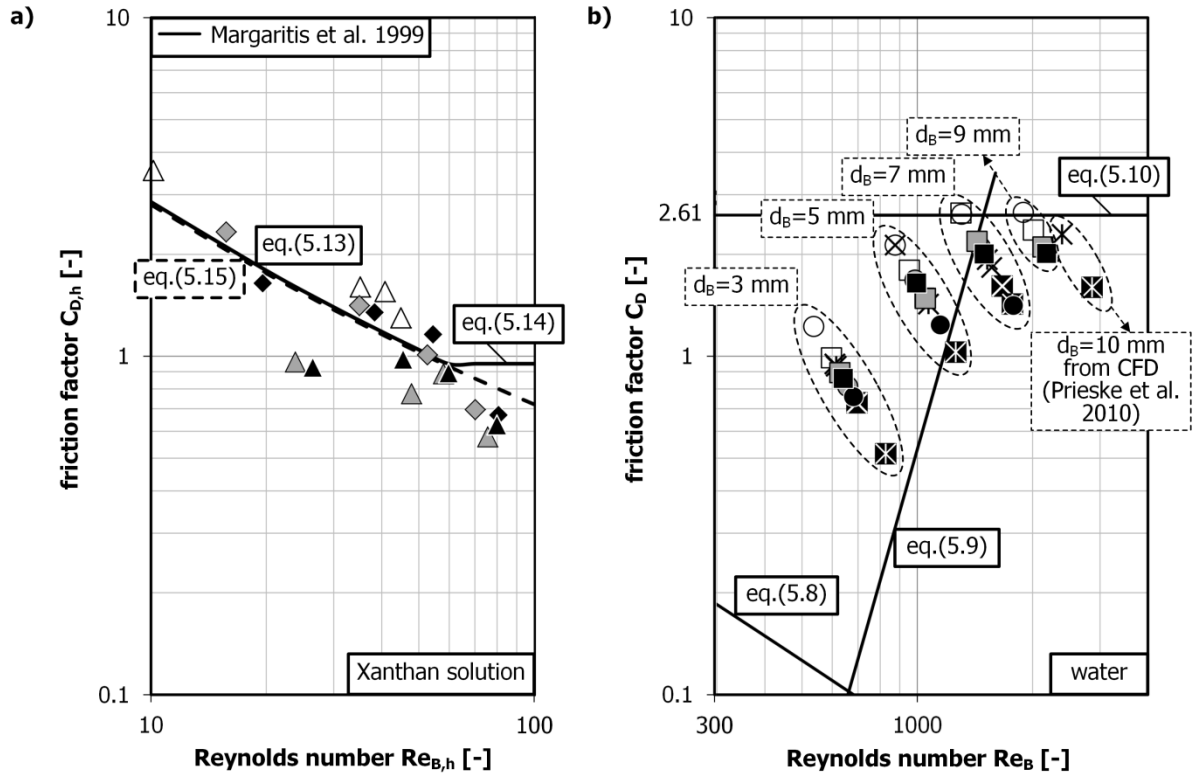 a)
10
1
0.1
10
100
friction factor C_D,h [-]
Reynolds number Re_B,h [-]
Margaritis et al. 1999
eq.(5.13)
eq.(5.15)
eq.(5.14)
Xanthan solution
b)
10
2.61
1
0.1
300
1000
friction factor C_D [-]
Reynolds number Re_B [-]
d_B=9 mm
d_B=7 mm
eq.(5.10)
d_B=5 mm
d_B=3 mm
d_B=10 mm
from CFD
(Prieske et al.
2010)
eq.(5.9)
eq.(5.8)
water